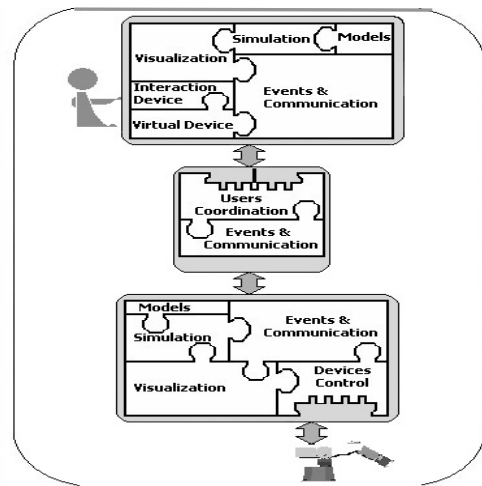 Simulation
Models
Visualization
Interaction
Device
Events &
Communication
Virtual Device
Users
Coordination
Events &
Communication
Models
Simulation
Events &
Communication
Visualization
Devices
Control